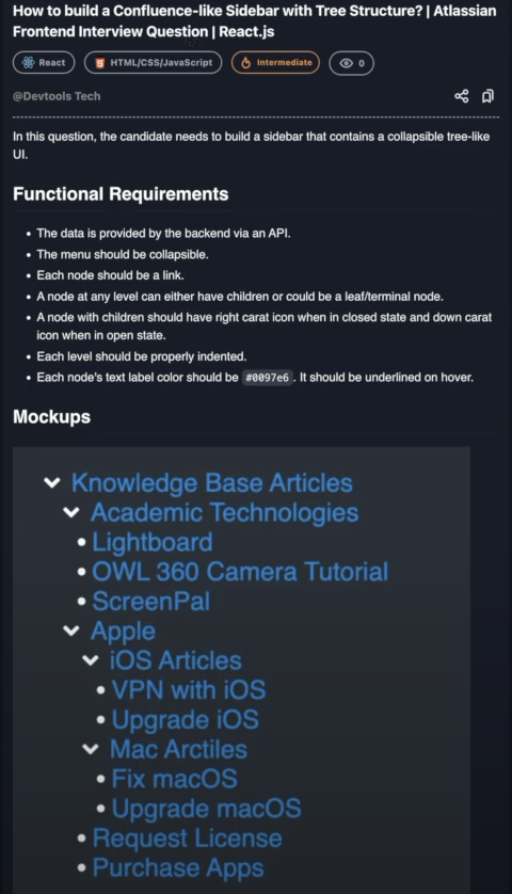 How to build a Confluence-like Sidebar with Tree Structure? | Atlassian
Frontend Interview Question | React.js
React
HTML/CSS/JavaScript
Intermediate
0
@Devtools Tech
In this question, the candidate needs to build a sidebar that contains a collapsible tree-like
UI.
Functional Requirements
• The data is provided by the backend via an API.
• The menu should be collapsible.
• Each node should be a link.
• A node at any level can either have children or could be a leaf/terminal node.
• A node with children should have right carat icon when in closed state and down carat
icon when in open state.
• Each level should be properly indented.
• Each node's text label color should be #0097e6. It should be underlined on hover.
Mockups
Knowledge Base Articles
Academic Technologies
• Lightboard
• OWL 360 Camera Tutorial
• ScreenPal
Apple
iOS Articles
• VPN with iOS
• Upgrade iOS
Mac Arctiles
• Fix macOS
• Upgrade macOS
• Request License
• Purchase Apps